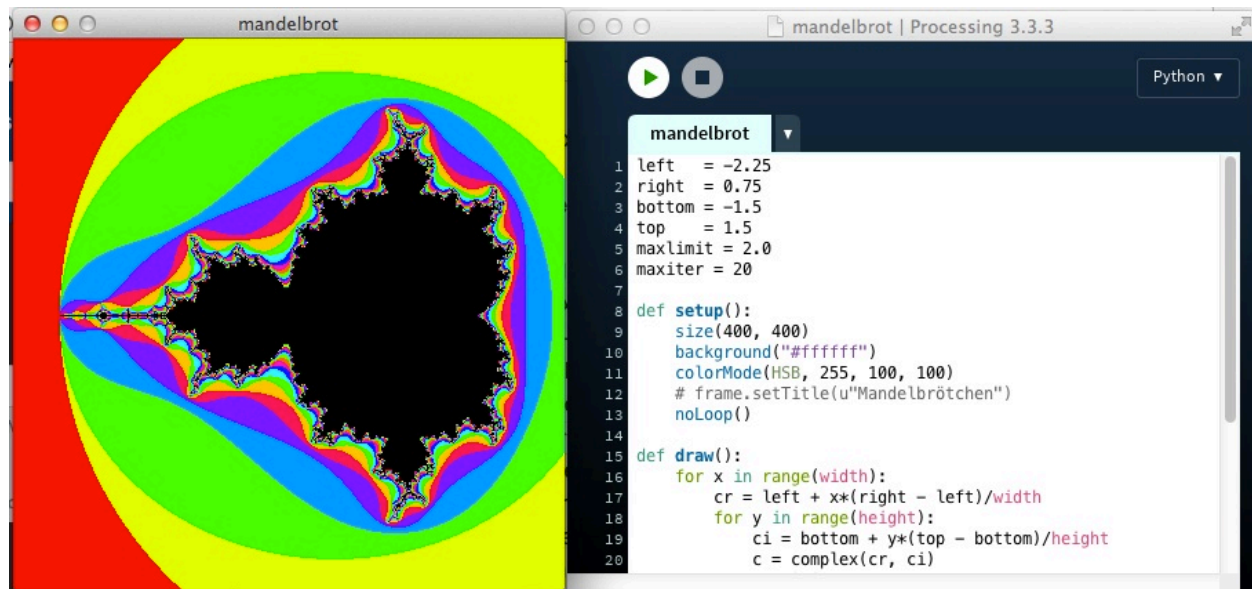 mandelbrot
mandelbrot | Processing 3.3.3
Python ▼
mandelbrot ▼
1 left   = -2.25
2 right  = 0.75
3 bottom = -1.5
4 top    = 1.5
5 maxlimit = 2.0
6 maxiter = 20
7
8 def setup():
9     size(400, 400)
10     background("#ffffff")
11     colorMode(HSB, 255, 100, 100)
12     # frame.setTitle(u"Mandelbrötchen")
13     noLoop()
14
15 def draw():
16     for x in range(width):
17         cr = left + x*(right - left)/width
18         for y in range(height):
19             ci = bottom + y*(top - bottom)/height
20             c = complex(cr, ci)